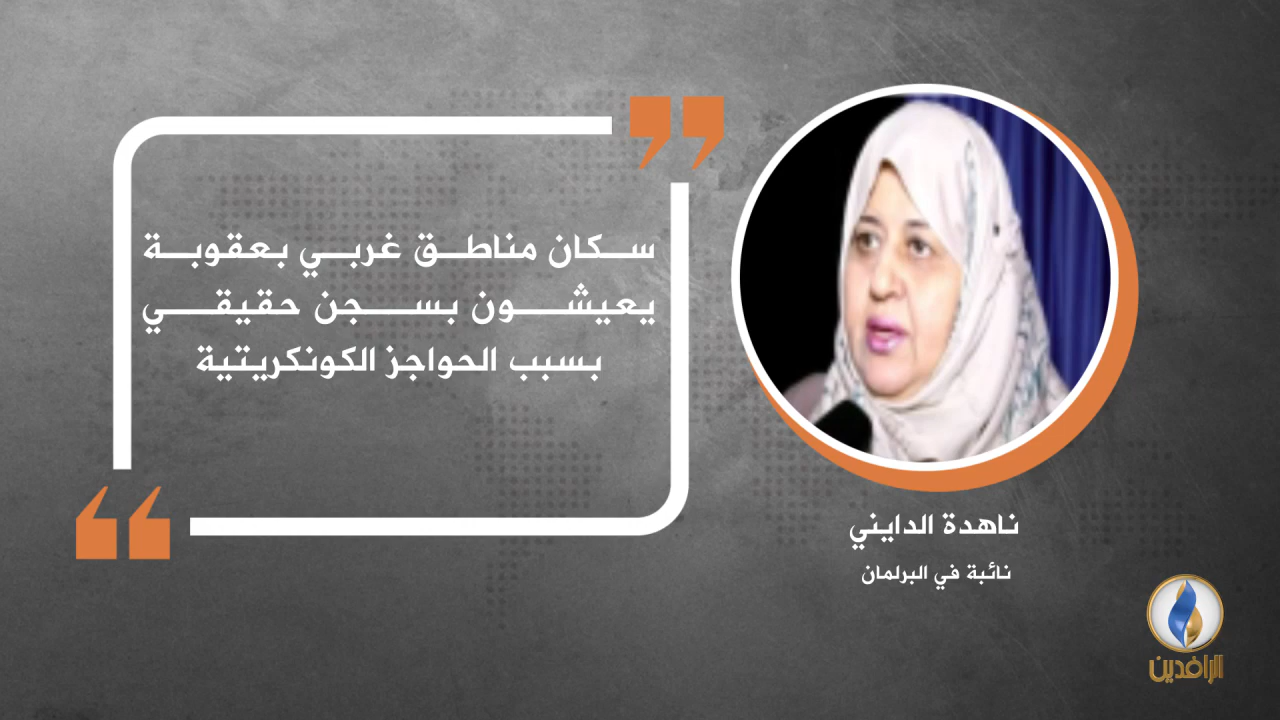 سكان مناطق غربي بعقوبة
يعيشون بسجن حقيقي
بسبب الحواجز الكونكريتية
ناهدة الدايني
نائبة في البرلمان
الرافدين